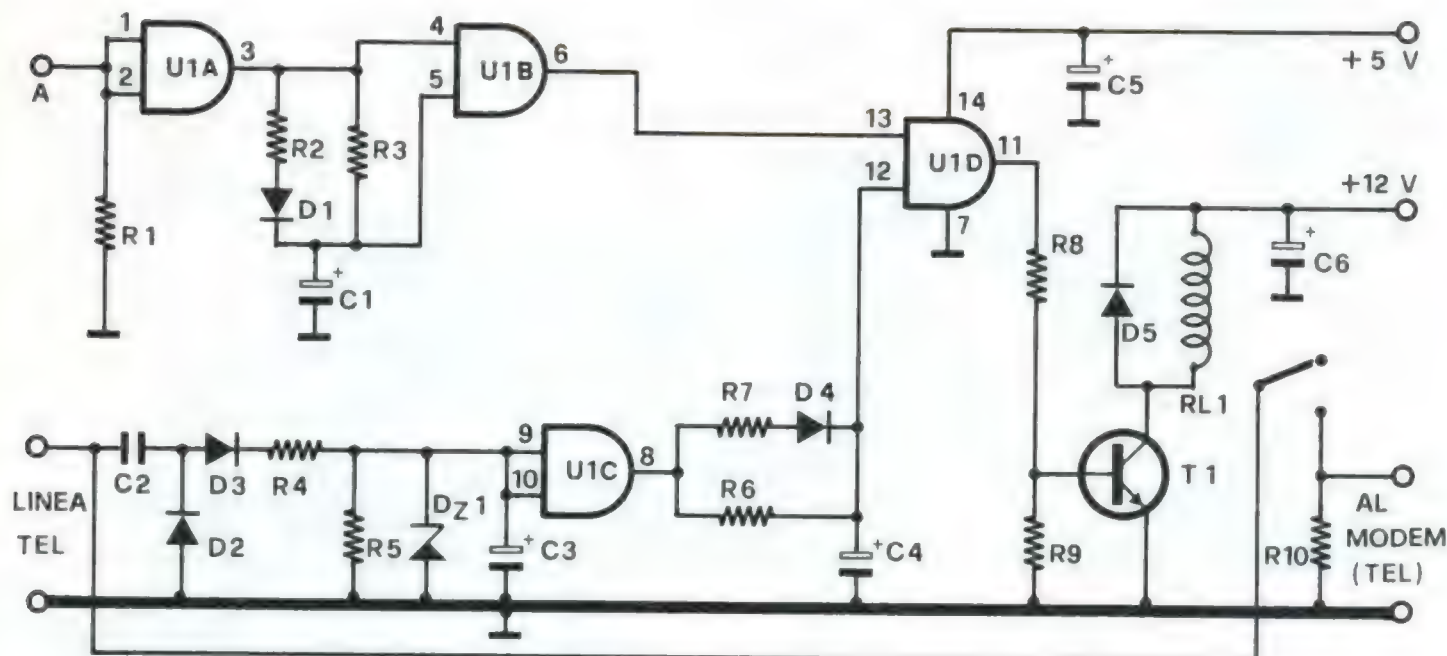 1
2
A
U1A
3
4
5
U1B
6
R2
R3
D1
R1
+
C1
13
12
14
U1D
11
7
+
C5
+ 5 V
+12 V
+
C6
R8
D5
RL1
T1
LINEA
TEL
C2
D3
R4
D2
R5
DZ1
9
10
U1C
8
+
C3
R7
D4
R6
+
C4
R9
R10
AL
MODEM
(TEL)